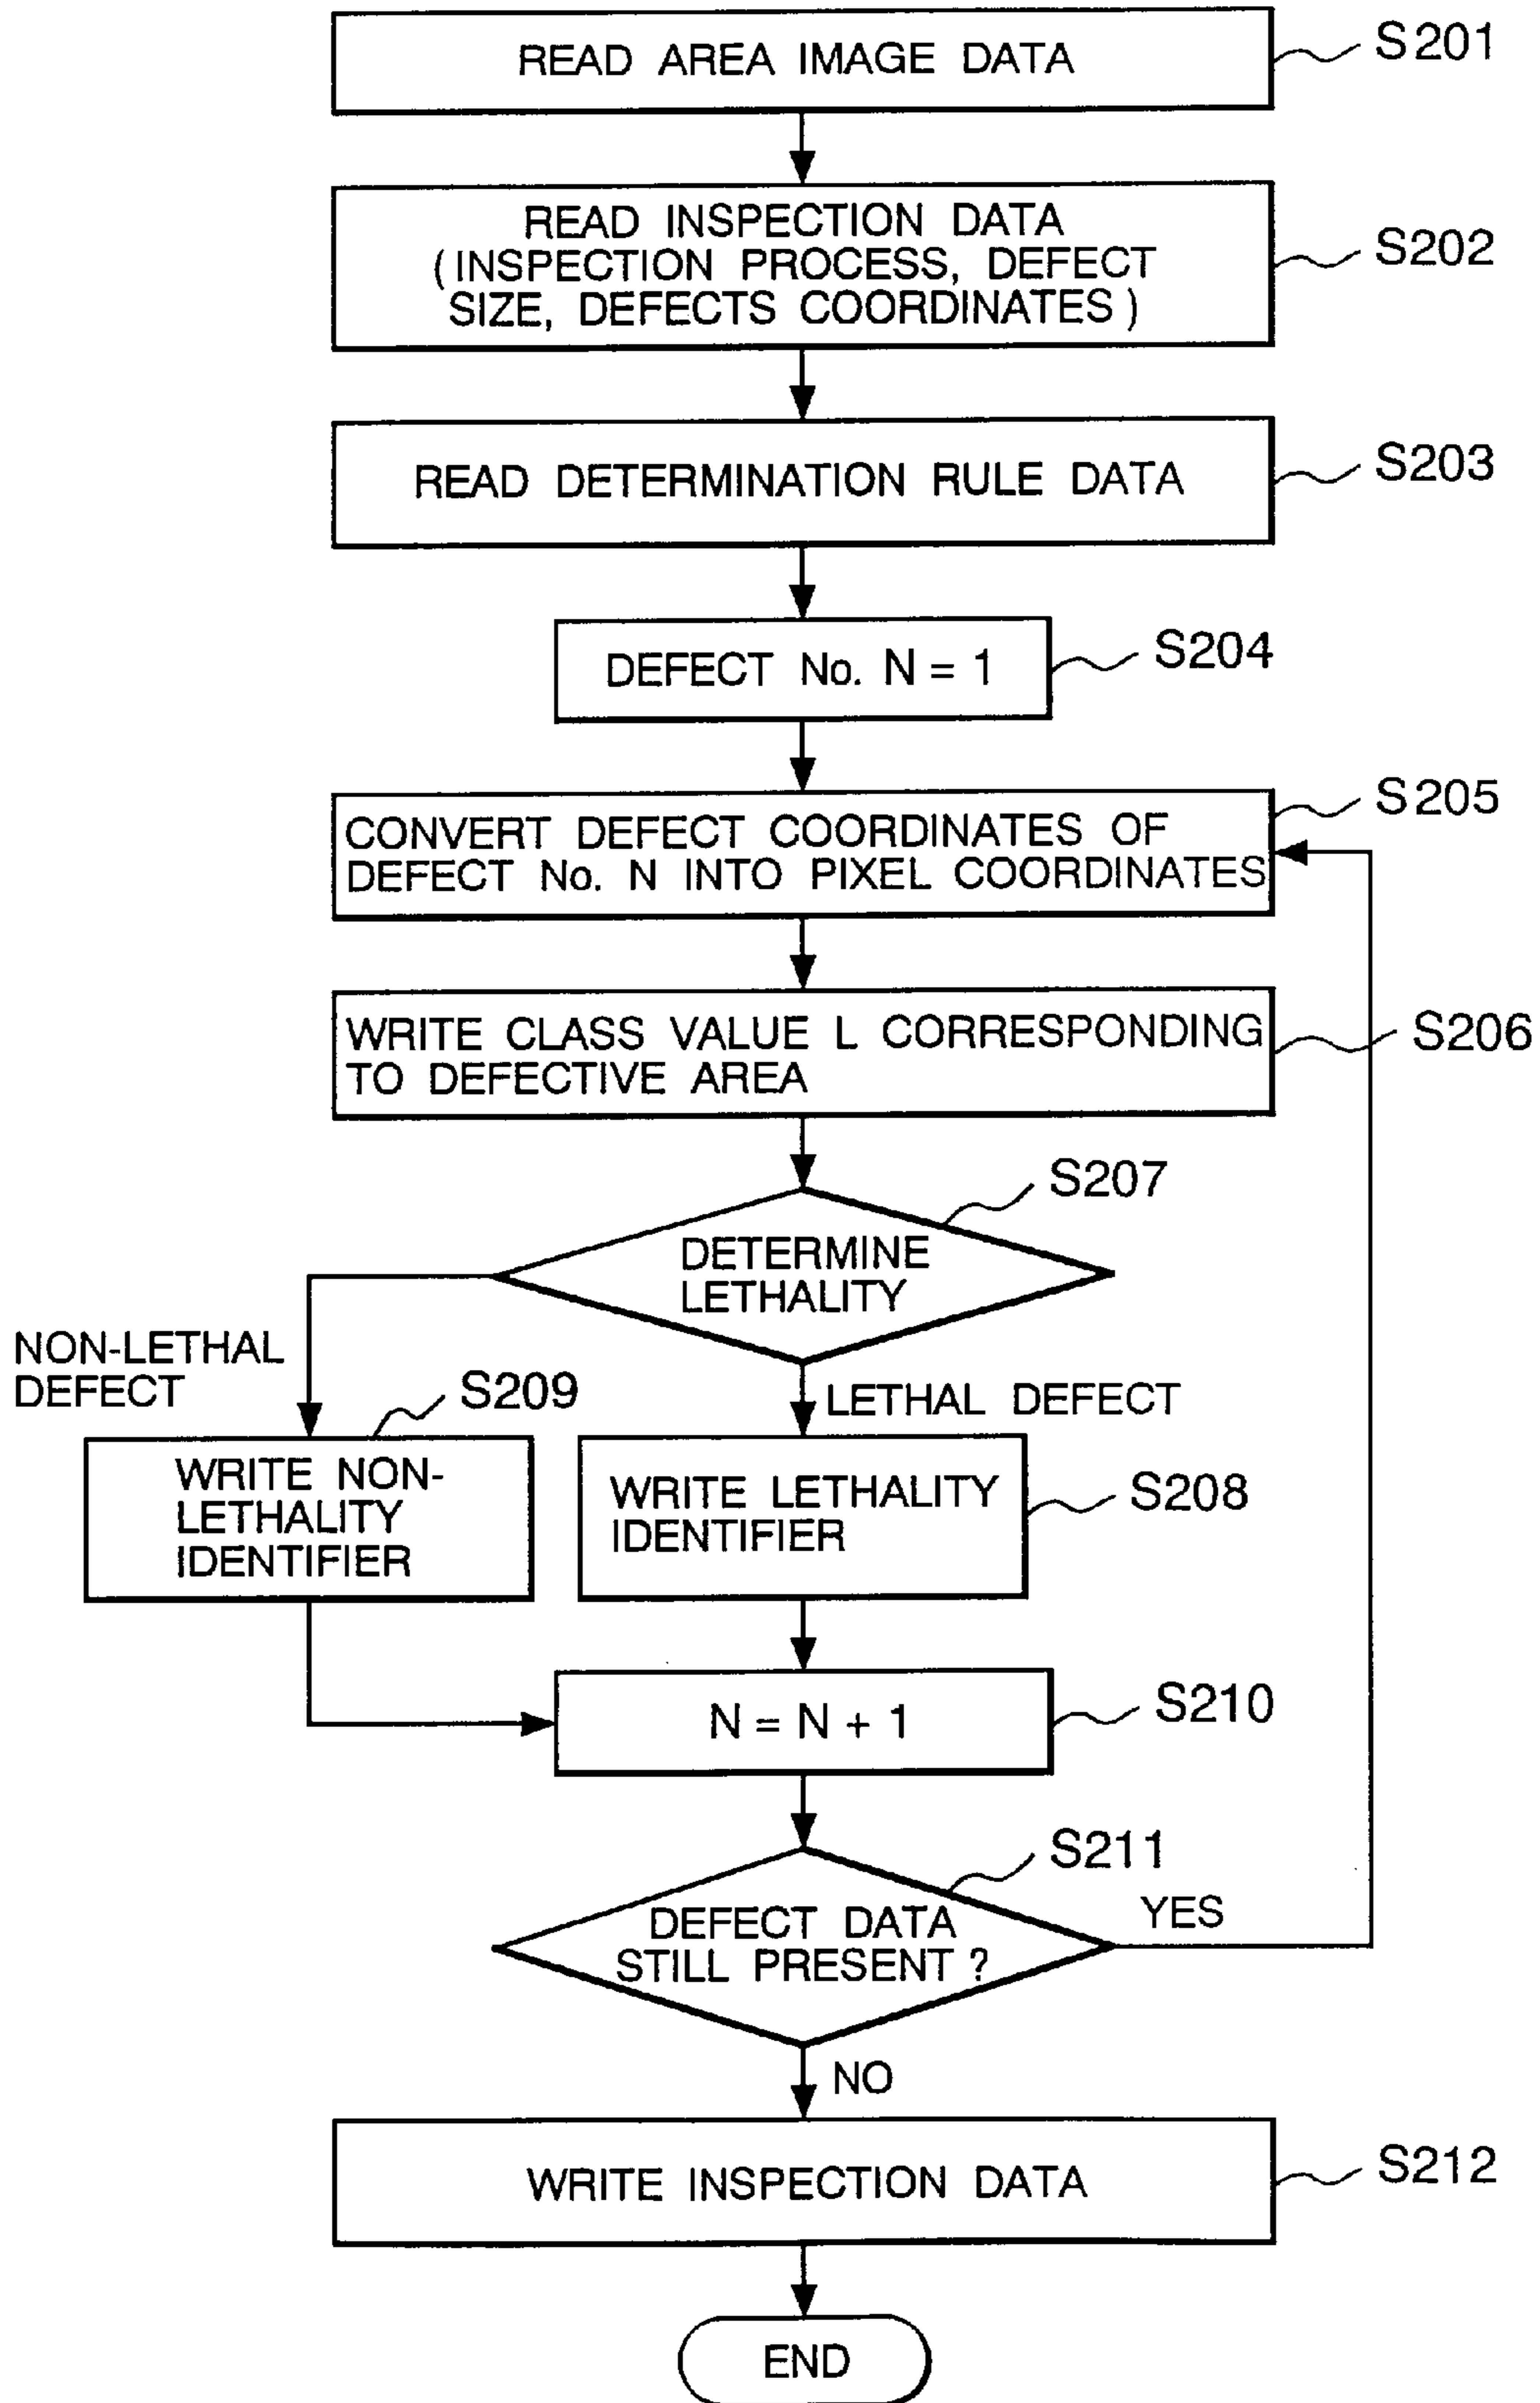 READ AREA IMAGE DATA
S201
READ INSPECTION DATA
(INSPECTION PROCESS, DEFECT
SIZE, DEFECTS COORDINATES)
S202
READ DETERMINATION RULE DATA
S203
DEFECT No. N = 1
S204
CONVERT DEFECT COORDINATES OF
DEFECT No. N INTO PIXEL COORDINATES
S205
WRITE CLASS VALUE L CORRESPONDING
TO DEFECTIVE AREA
S206
DETERMINE
LETHALITY
S207
NON-LETHAL
DEFECT
LETHAL DEFECT
S209
WRITE NON-
LETHALITY
IDENTIFIER
WRITE LETHALITY
IDENTIFIER
S208
N = N + 1
S210
DEFECT DATA
STILL PRESENT ?
S211
YES
NO
WRITE INSPECTION DATA
S212
END